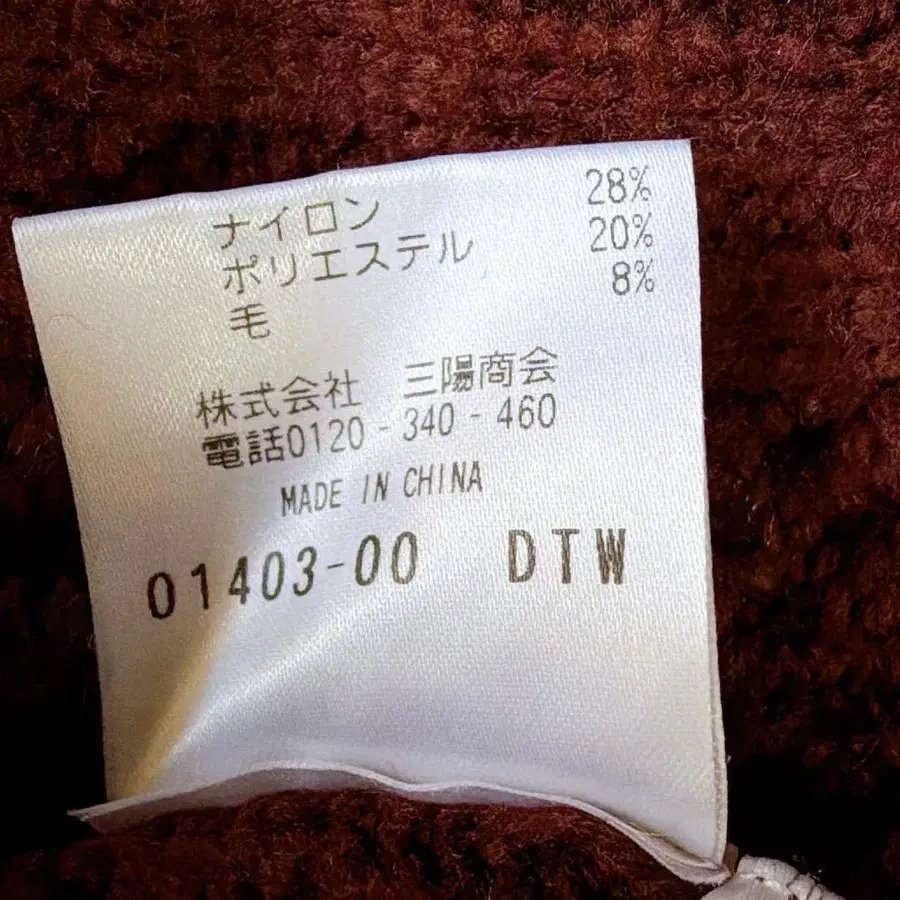 ナイロン 28%
ポリエステル 20%
毛 8%
株式会社 三陽商会
電話0120-340-460
MADE IN CHINA
01403-00 DTW